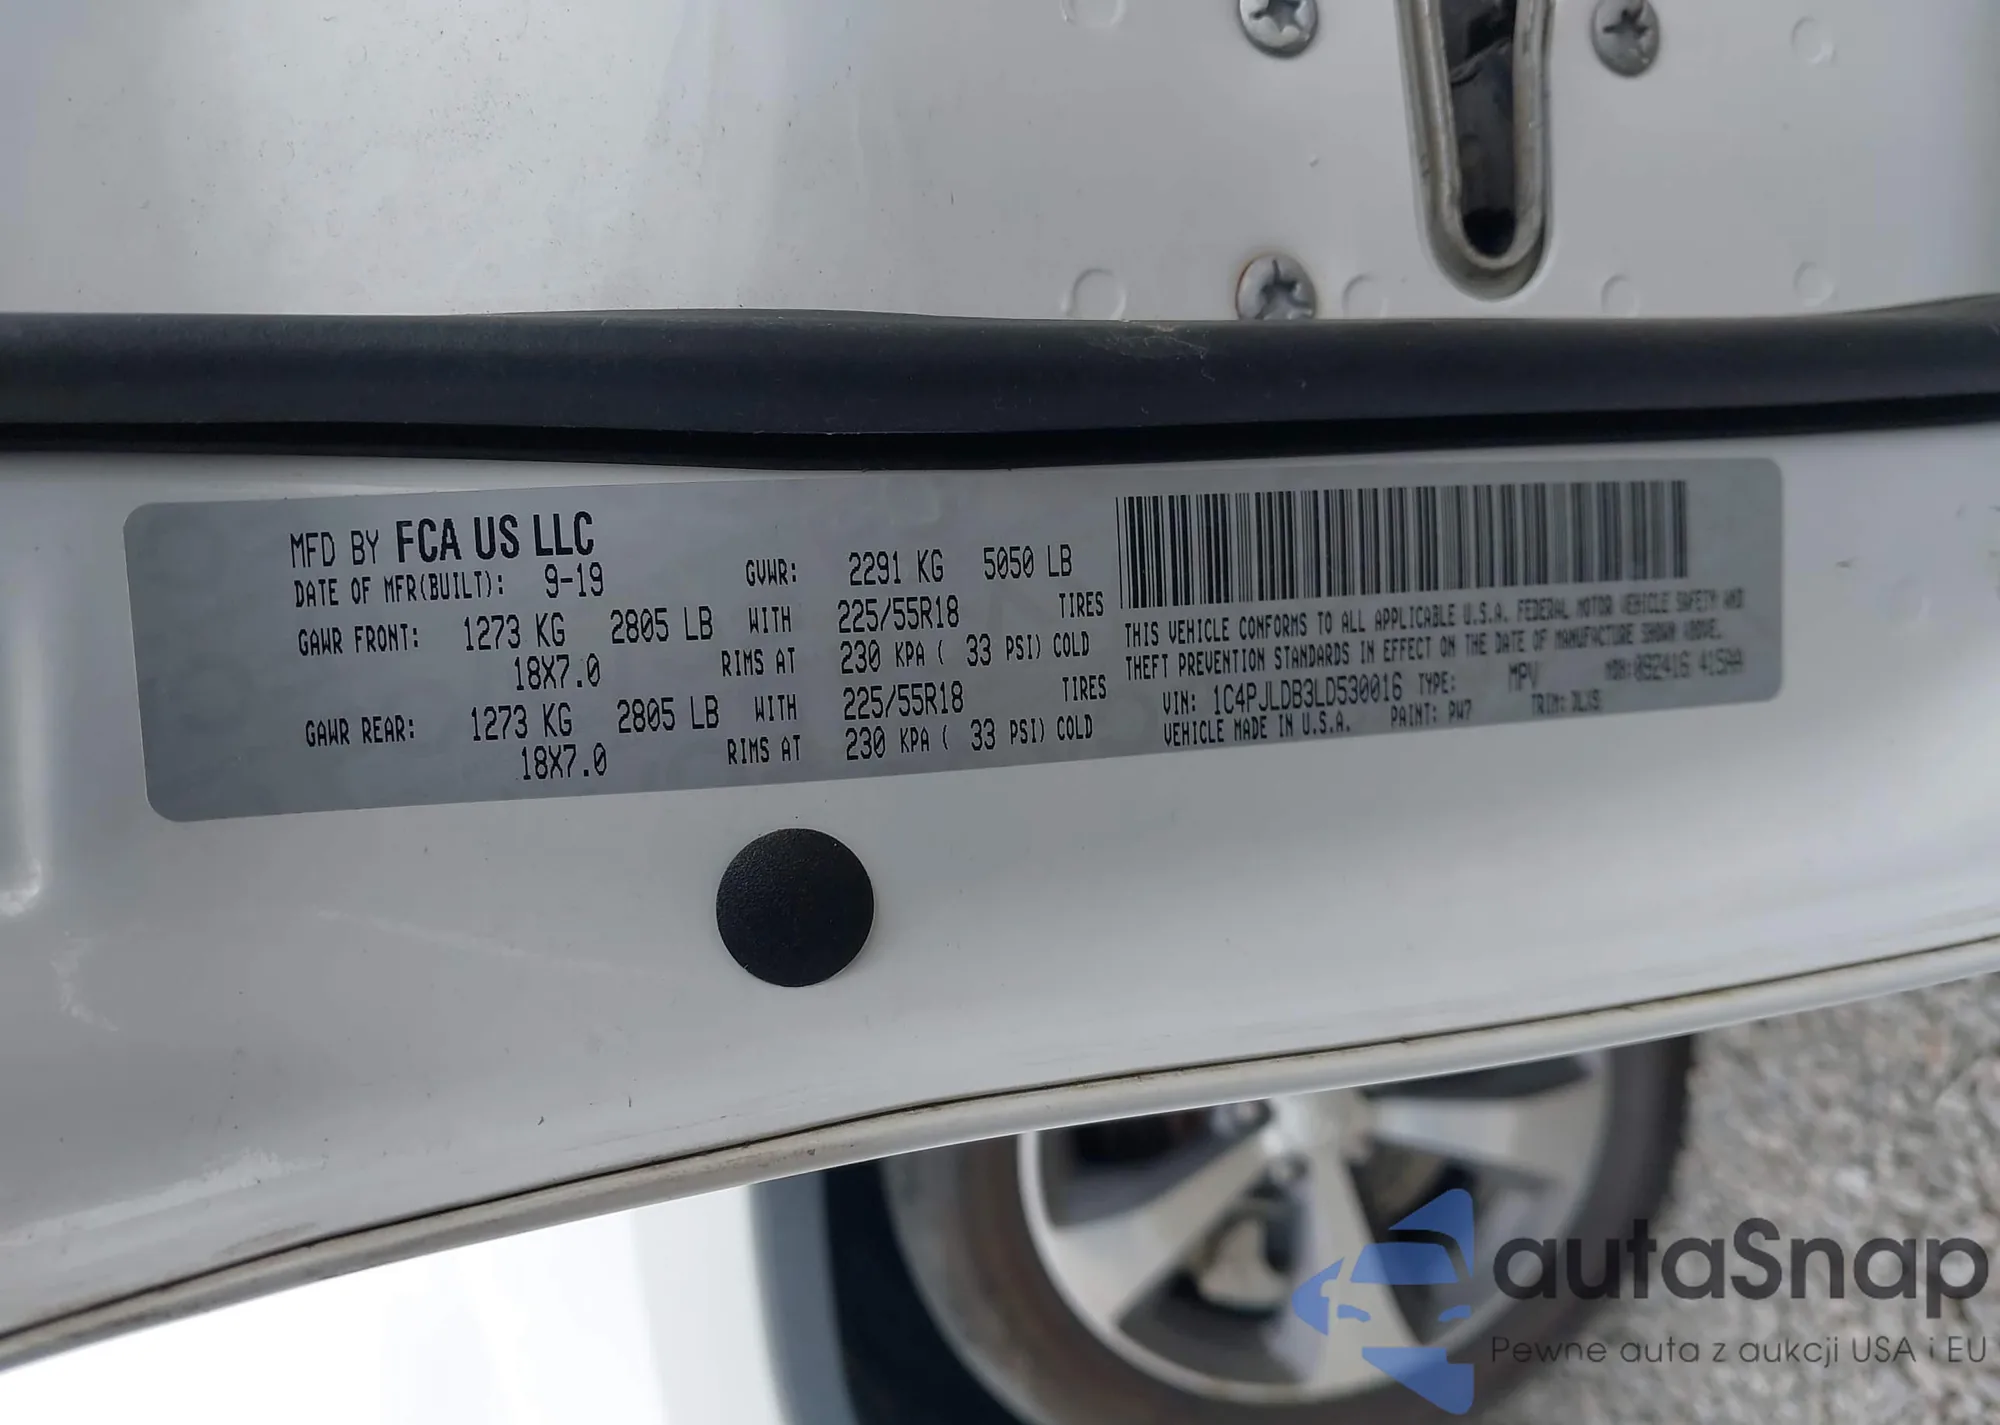 MFD BY FCA US LLC
DATE OF MFR(BUILT): 9-19 GVWR: 2291 KG 5050 LB
GAWR FRONT: 1273 KG 2805 LB WITH 225/55R18 TIRES
18X7.0 RIMS AT 230 KPA ( 33 PSI) COLD
GAWR REAR: 1273 KG 2805 LB WITH 225/55R18 TIRES
18X7.0 RIMS AT 230 KPA ( 33 PSI) COLD
THIS VEHICLE CONFORMS TO ALL APPLICABLE U.S.A. FEDERAL MOTOR VEHICLE SAFETY AND
THEFT PREVENTION STANDARDS IN EFFECT ON THE DATE OF MANUFACTURE SHOWN ABOVE.
VIN: 1C4PJLDB3LD530016 TYPE: MPV MDH: 092416
VEHICLE MADE IN U.S.A. PAINT: PW7 TRIM:
autaSnap
Pewne auta z aukcji USA i EU